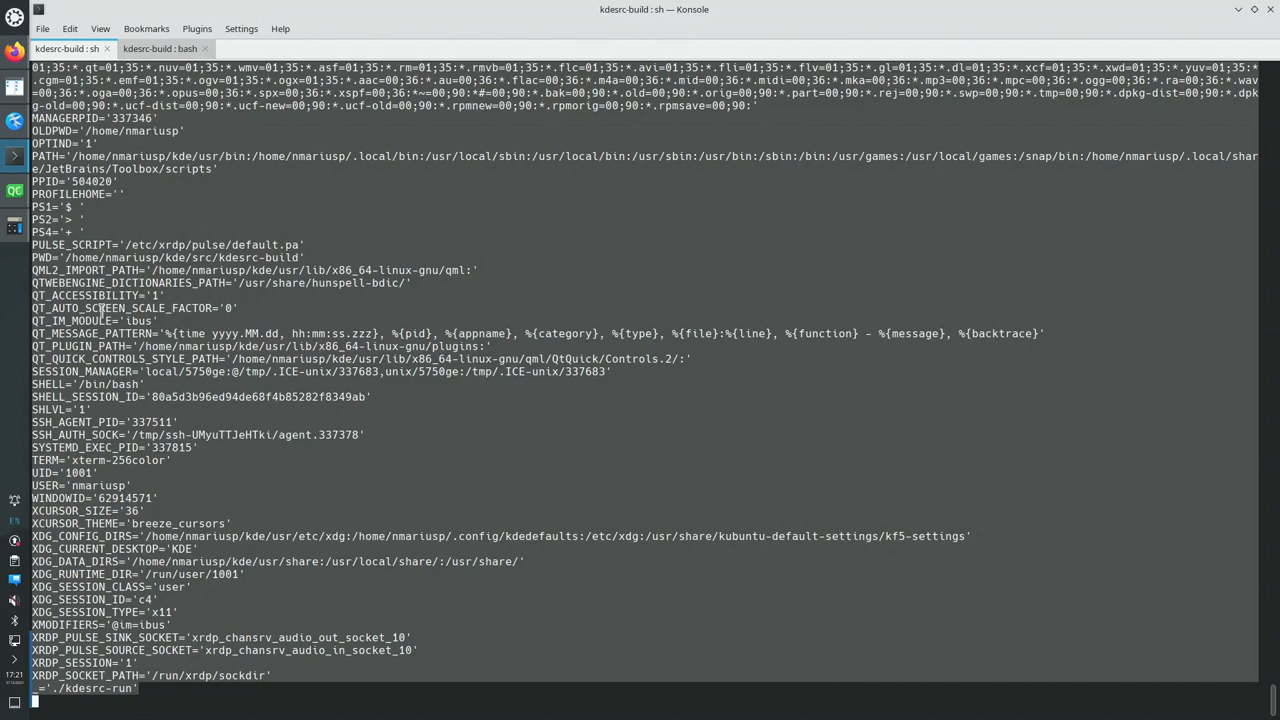 kdesrc-build : sh — Konsole
File Edit View Bookmarks Plugins Settings Help
kdesrc-build : sh
kdesrc-build : bash
01;35:*.qt=01;35:*.nuv=01;35:*.wmv=01;35:*.asf=01;35:*.rm=01;35:*.rmvb=01;35:*.flc=01;35:*.avi=01;35:*.fli=01;35:*.flv=01;35:*.gl=01;35:*.dl=01;35:*.xcf=01;35:*.xwd=01;35:*.yuv=01;35:*
.cgm=01;35:*.emf=01;35:*.ogv=01;35:*.ogx=01;35:*.aac=00;36:*.au=00;36:*.flac=00;36:*.m4a=00;36:*.mid=00;36:*.midi=00;36:*.mka=00;36:*.mp3=00;36:*.mpc=00;36:*.ogg=00;36:*.ra=00;36:*.wav
=00;36:*.oga=00;36:*.opus=00;36:*.spx=00;36:*.xspf=00;36:*~=00;90:*#=00;90:*.bak=00;90:*.old=00;90:*.orig=00;90:*.part=00;90:*.rej=00;90:*.swp=00;90:*.tmp=00;90:*.dpkg-dist=00;90:*.dpk
g-old=00;90:*.ucf-dist=00;90:*.ucf-new=00;90:*.ucf-old=00;90:*.rpmnew=00;90:*.rpmorig=00;90:*.rpmsave=00;90:'
MANAGERPID='337346'
OLDPWD='/home/nmariusp'
OPTIND='1'
PATH='/home/nmariusp/kde/usr/bin:/home/nmariusp/.local/bin:/usr/local/sbin:/usr/local/bin:/usr/sbin:/usr/bin:/sbin:/bin:/usr/games:/usr/local/games:/snap/bin:/home/nmariusp/.local/shar
e/JetBrains/Toolbox/scripts'
PPID='504020'
PROFILEHOME=''
PS1='$ '
PS2='> '
PS4='+ '
PULSE_SCRIPT='/etc/xrdp/pulse/default.pa'
PWD='/home/nmariusp/kde/src/kdesrc-build'
QML2_IMPORT_PATH='/home/nmariusp/kde/usr/lib/x86_64-linux-gnu/qml:'
QTWEBENGINE_DICTIONARIES_PATH='/usr/share/hunspell-bdic/'
QT_ACCESSIBILITY='1'
QT_AUTO_SCREEN_SCALE_FACTOR='0'
QT_IM_MODULE='ibus'
QT_MESSAGE_PATTERN='%{time yyyy.MM.dd, hh:mm:ss.zzz}, %{pid}, %{appname}, %{category}, %{type}, %{file}:%{line}, %{function} - %{message}, %{backtrace}'
QT_PLUGIN_PATH='/home/nmariusp/kde/usr/lib/x86_64-linux-gnu/plugins:'
QT_QUICK_CONTROLS_STYLE_PATH='/home/nmariusp/kde/usr/lib/x86_64-linux-gnu/qml/QtQuick/Controls.2/:'
SESSION_MANAGER='local/5750ge:@/tmp/.ICE-unix/337683,unix/5750ge:/tmp/.ICE-unix/337683'
SHELL='/bin/bash'
SHELL_SESSION_ID='80a5d3b96ed94de68f4b85282f8349ab'
SHLVL='1'
SSH_AGENT_PID='337511'
SSH_AUTH_SOCK='/tmp/ssh-UMyuTTJeHTki/agent.337378'
SYSTEMD_EXEC_PID='337815'
TERM='xterm-256color'
UID='1001'
USER='nmariusp'
WINDOWID='62914571'
XCURSOR_SIZE='36'
XCURSOR_THEME='breeze_cursors'
XDG_CONFIG_DIRS='/home/nmariusp/kde/usr/etc/xdg:/home/nmariusp/.config/kdedefaults:/etc/xdg:/usr/share/kubuntu-default-settings/kf5-settings'
XDG_CURRENT_DESKTOP='KDE'
XDG_DATA_DIRS='/home/nmariusp/kde/usr/share:/usr/local/share/:/usr/share/'
XDG_RUNTIME_DIR='/run/user/1001'
XDG_SESSION_CLASS='user'
XDG_SESSION_ID='c4'
XDG_SESSION_TYPE='x11'
XMODIFIERS='@im=ibus'
XRDP_PULSE_SINK_SOCKET='xrdp_chansrv_audio_out_socket_10'
XRDP_PULSE_SOURCE_SOCKET='xrdp_chansrv_audio_in_socket_10'
XRDP_SESSION='1'
XRDP_SOCKET_PATH='/run/xrdp/sockdir'
_='./kdesrc-run'
QC
EN
17:21